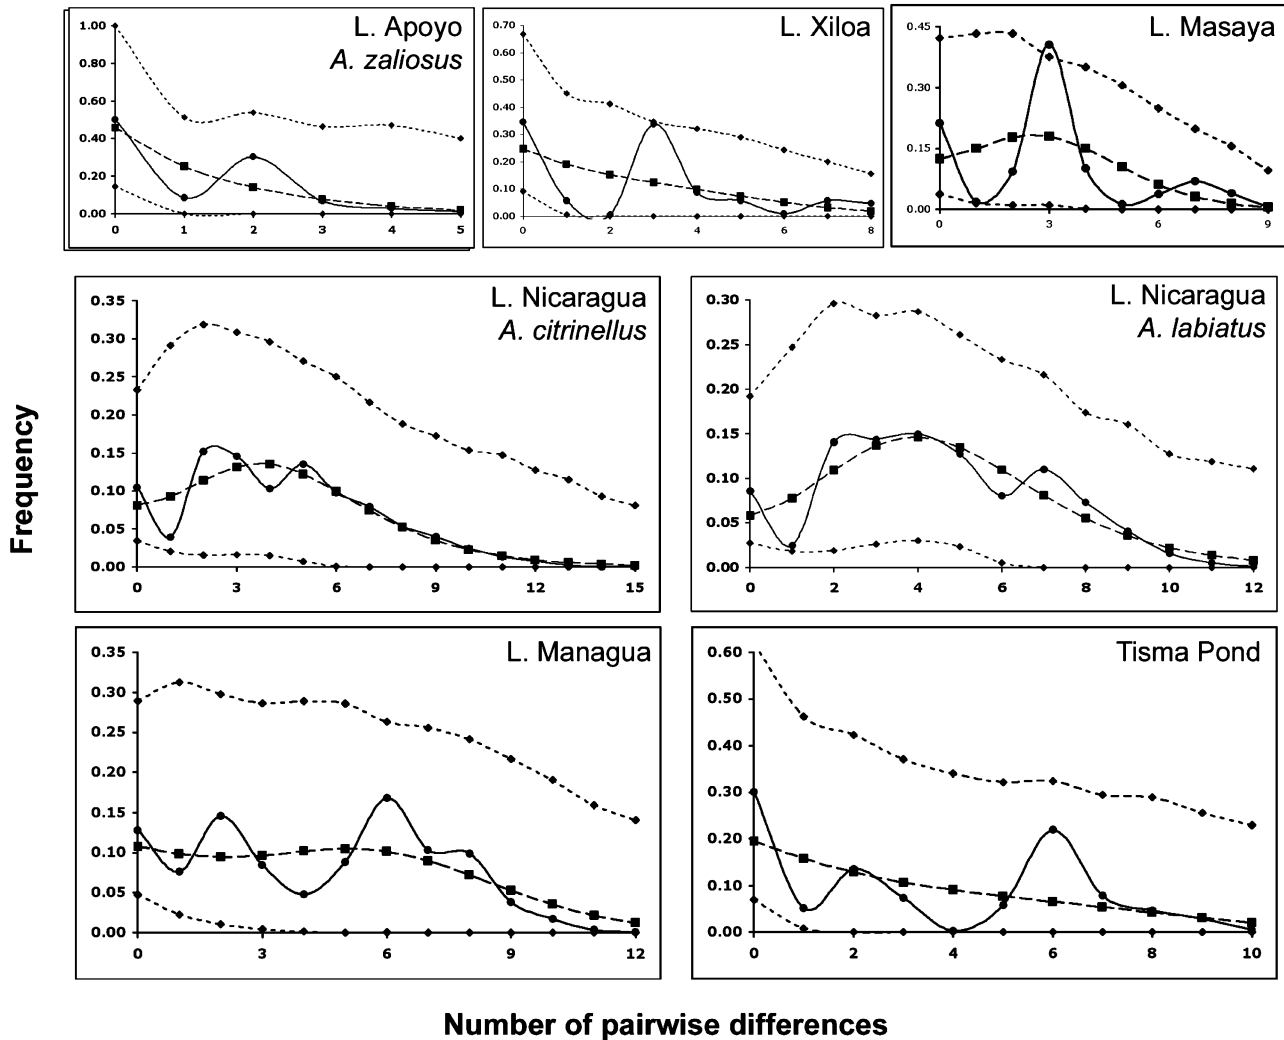 L. Apoyo
A. zaliosus
1.00
0.80
0.60
0.40
0.20
0.00
0 1 2 3 4 5
L. Xiloa
0.70
0.60
0.50
0.40
0.30
0.20
0.10
0.00
0 2 4 6 8
L. Masaya
0.45
0.30
0.15
0.00
0 3 6 9
L. Nicaragua
A. citrinellus
0.35
0.30
0.25
0.20
0.15
0.10
0.05
0.00
0 3 6 9 12 15
L. Nicaragua
A. labiatus
0.30
0.25
0.20
0.15
0.10
0.05
0.00
0 2 4 6 8 10 12
Frequency
L. Managua
0.35
0.30
0.25
0.20
0.15
0.10
0.05
0.00
0 3 6 9 12
Tisma Pond
0.60
0.50
0.40
0.30
0.20
0.10
0.00
0 2 4 6 8 10
Number of pairwise differences